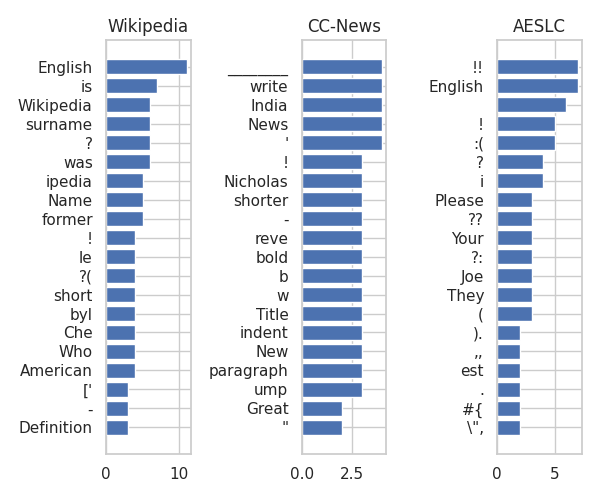 Wikipedia
English
is
Wikipedia
surname
?
was
ipedia
Name
former
!
le
?(
short
byl
Che
Who
American
['
-
Definition
0 10
CC-News
________
write
India
News
'
!
Nicholas
shorter
-
reve
bold
b
w
Title
indent
New
paragraph
ump
Great
"
0.0 2.5
AESLC
!!
English
!
:(
?
i
Please
??
Your
?:
Joe
They
(
).
,,
est
.
#{
\",
0 5